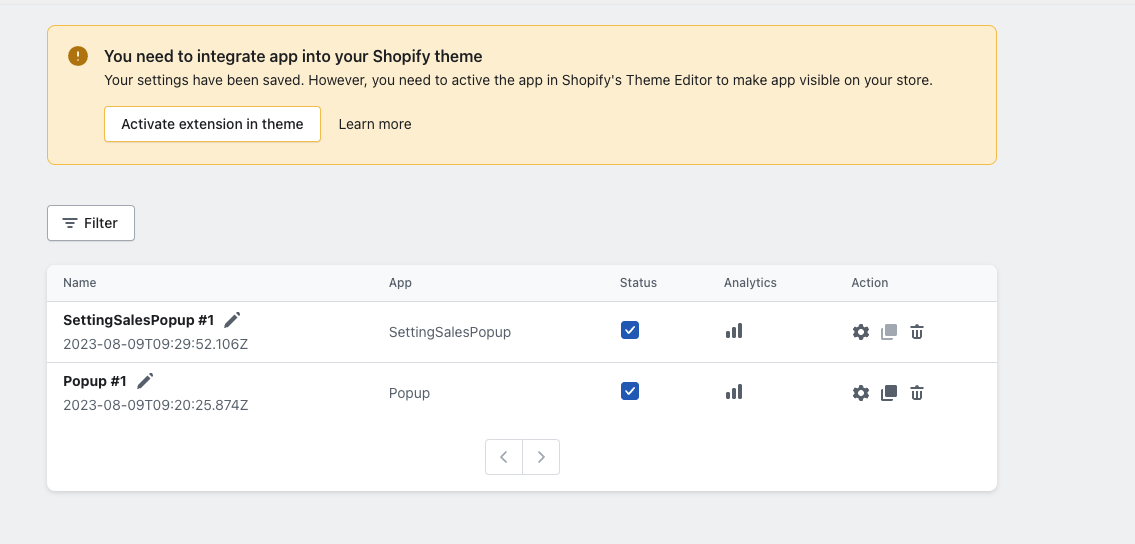 You need to integrate app into your Shopify theme
Your settings have been saved. However, you need to active the app in Shopify's Theme Editor to make app visible on your store.
Activate extension in theme Learn more
Filter
Name App Status Analytics Action
SettingSalesPopup #1
2023-08-09T09:29:52.106Z SettingSalesPopup
Popup #1
2023-08-09T09:20:25.874Z Popup